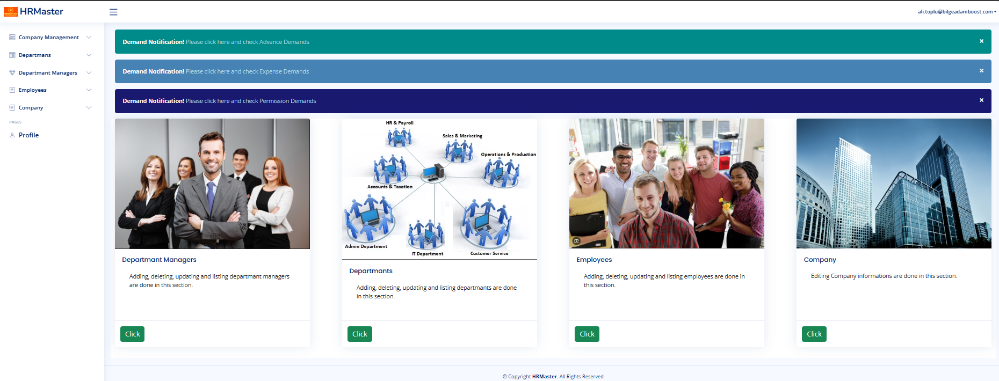 HRMaster
ali.toplu@bilgeadamboost.com
Company Management
Departmans
Departmant Managers
Employees
Company
PAGES
Profile
Demand Notification! Please click here and check Advance Demands
Demand Notification! Please click here and check Expense Demands
Demand Notification! Please click here and check Permission Demands
HR & Payroll
Sales & Marketing
Operations & Production
Accounts & Taxation
Admin Department
IT Department
Customer Service
Departmant Managers
Adding, deleting, updating and listing departmant managers
are done in this section.
Click
Departmants
Adding, deleting, updating and listing departmants are done
in this section.
Click
Employees
Adding, deleting, updating and listing employees are done in
this section.
Click
Company
Editing Company informations are done in this section.
Click
© Copyright HRMaster. All Rights Reserved